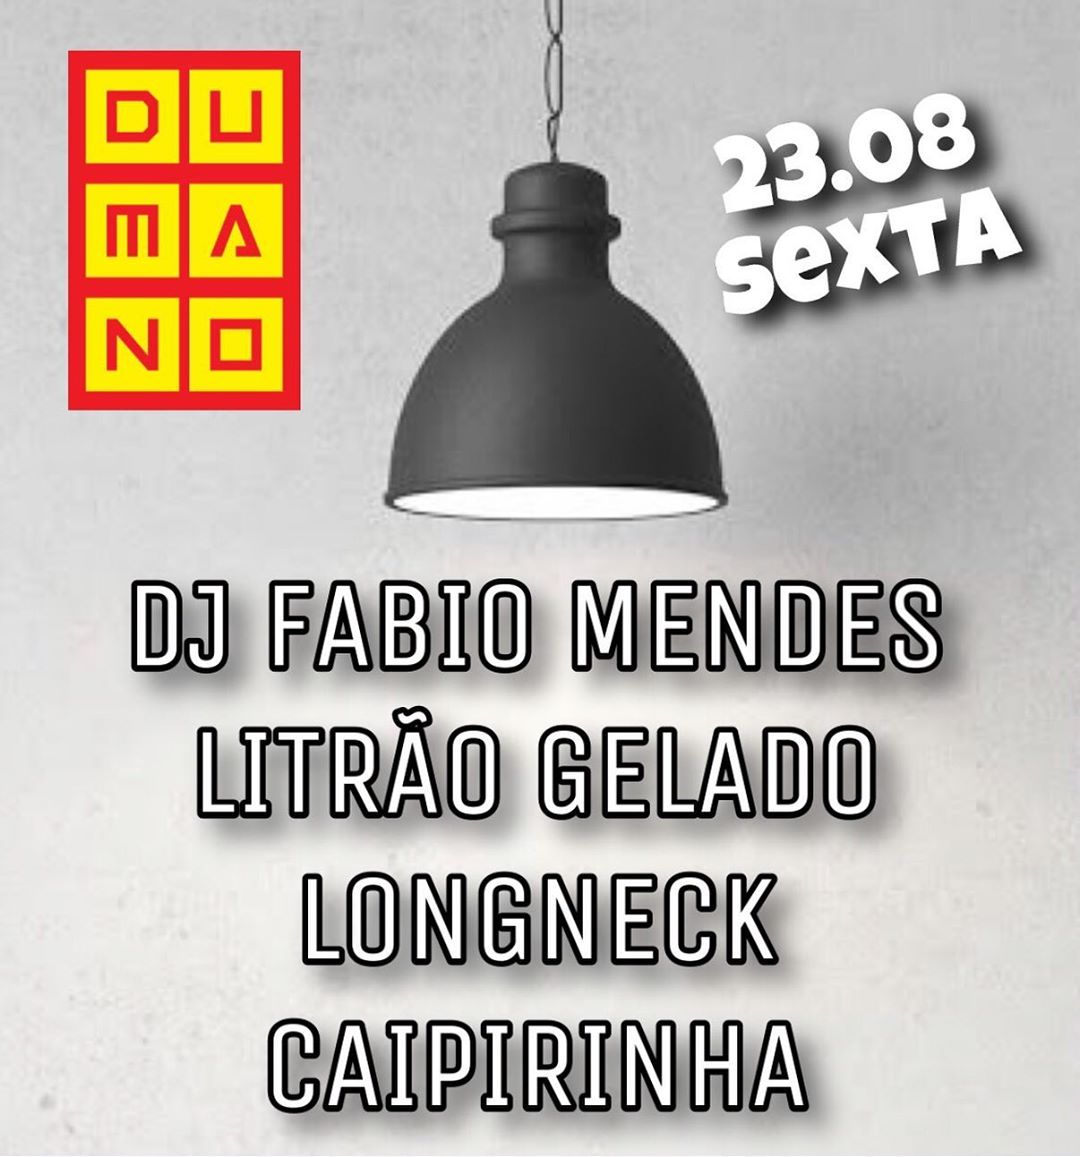 DU
MA
NO
23.08
SEXTA
DJ FABIO MENDES
LITRÃO GELADO
LONGNECK
CAIPIRINHA